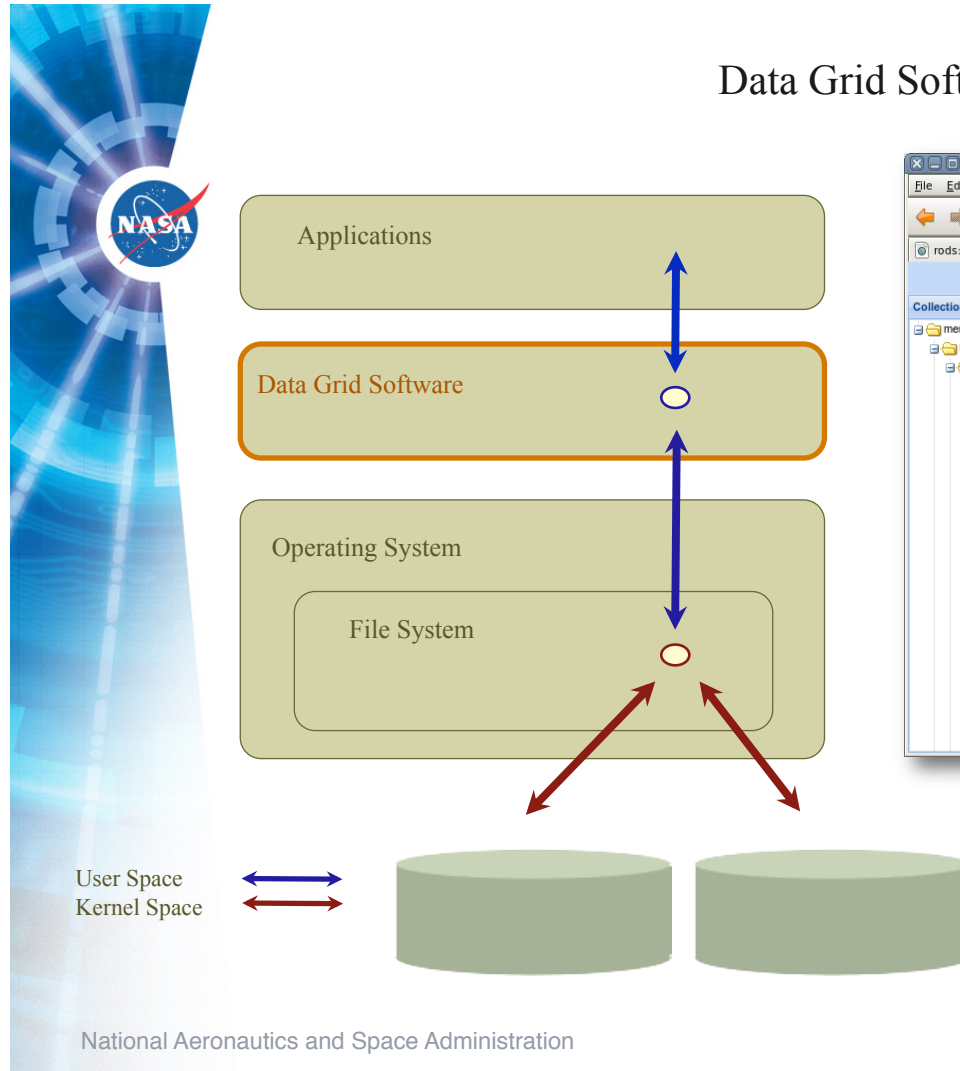 Data Grid
NASA
File
Applications
rods:
Data Grid Software
Operating System
File System
User Space
Kernel Space
National Aeronautics and Space Administration